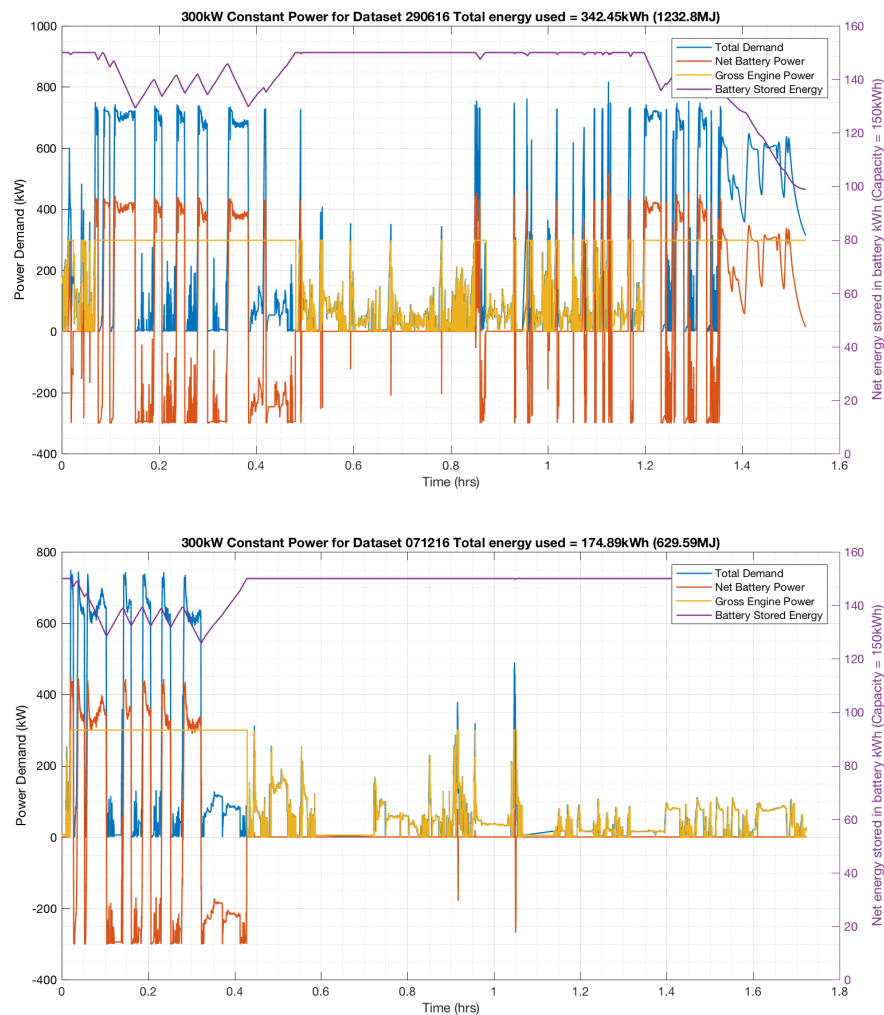 300kW Constant Power for Dataset 290616 Total energy used = 342.45kWh (1232.8MJ)
Power Demand (kW)
1000
800
600
400
200
0
-200
-400
Total Demand
Net Battery Power
Gross Engine Power
Battery Stored Energy
160
140
120
100
80
60
40
20
0
Net energy stored in battery kWh (Capacity = 150kWh)
0 0.2 0.4 0.6 0.8 1 1.2 1.4 1.6
Time (hrs)
300kW Constant Power for Dataset 071216 Total energy used = 174.89kWh (629.59MJ)
Power Demand (kW)
800
600
400
200
0
-200
-400
Total Demand
Net Battery Power
Gross Engine Power
Battery Stored Energy
160
140
120
100
80
60
40
20
0
Net energy stored in battery kWh (Capacity = 150kWh)
0 0.2 0.4 0.6 0.8 1 1.2 1.4 1.6 1.8
Time (hrs)